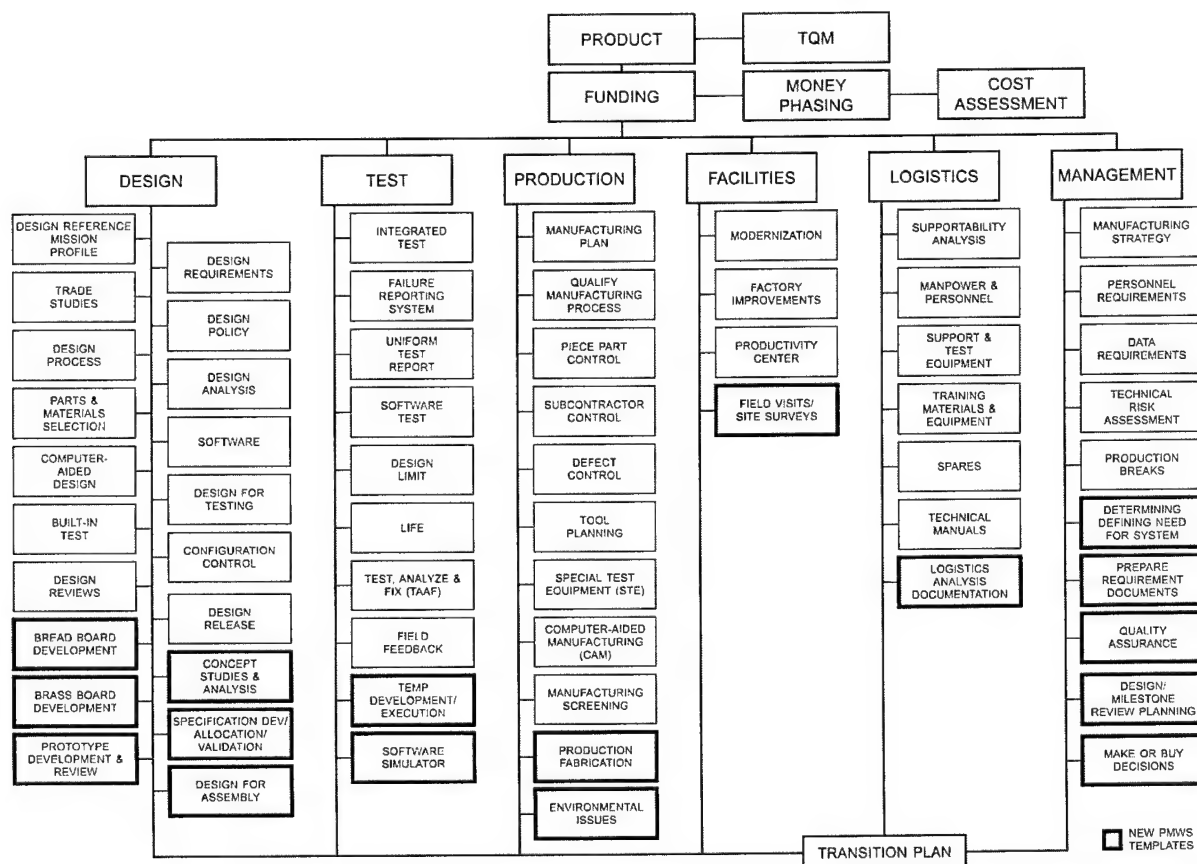 PRODUCT
TQM
FUNDING
MONEY
PHASING
COST
ASSESSMENT
DESIGN
TEST
PRODUCTION
FACILITIES
LOGISTICS
MANAGEMENT
DESIGN REFERENCE
MISSION
PROFILE
TRADE
STUDIES
DESIGN
PROCESS
PARTS &
MATERIALS
SELECTION
COMPUTER-
AIDED
DESIGN
BUILT-IN
TEST
DESIGN
REVIEWS
BREAD BOARD
DEVELOPMENT
BRASS BOARD
DEVELOPMENT
PROTOTYPE
DEVELOPMENT &
REVIEW
DESIGN
REQUIREMENTS
DESIGN
POLICY
DESIGN
ANALYSIS
SOFTWARE
DESIGN FOR
TESTING
CONFIGURATION
CONTROL
DESIGN
RELEASE
CONCEPT
STUDIES &
ANALYSIS
SPECIFICATION DEV/
ALLOCATION/
VALIDATION
DESIGN FOR
ASSEMBLY
INTEGRATED
TEST
FAILURE
REPORTING
SYSTEM
UNIFORM
TEST
REPORT
SOFTWARE
TEST
DESIGN
LIMIT
LIFE
TEST, ANALYZE &
FIX (TAAF)
FIELD
FEEDBACK
TEMP
DEVELOPMENT/
EXECUTION
SOFTWARE
SIMULATOR
MANUFACTURING
PLAN
QUALIFY
MANUFACTURING
PROCESS
PIECE PART
CONTROL
SUBCONTRACTOR
CONTROL
DEFECT
CONTROL
TOOL
PLANNING
SPECIAL TEST
EQUIPMENT (STE)
COMPUTER-AIDED
MANUFACTURING
(CAM)
MANUFACTURING
SCREENING
PRODUCTION
FABRICATION
ENVIRONMENTAL
ISSUES
MODERNIZATION
FACTORY
IMPROVEMENTS
PRODUCTIVITY
CENTER
FIELD VISITS/
SITE SURVEYS
SUPPORTABILITY
ANALYSIS
MANPOWER &
PERSONNEL
SUPPORT &
TEST
EQUIPMENT
TRAINING
MATERIALS &
EQUIPMENT
SPARES
TECHNICAL
MANUALS
LOGISTICS
ANALYSIS
DOCUMENTATION
MANUFACTURING
STRATEGY
PERSONNEL
REQUIREMENTS
DATA
REQUIREMENTS
TECHNICAL
RISK
ASSESSMENT
PRODUCTION
BREAKS
DETERMINING
DEFINING NEED
FOR SYSTEM
PREPARE
REQUIREMENT
DOCUMENTS
QUALITY
ASSURANCE
DESIGN/
MILESTONE
REVIEW PLANNING
MAKE OR BUY
DECISIONS
TRANSITION PLAN
NEW PMWS
TEMPLATES